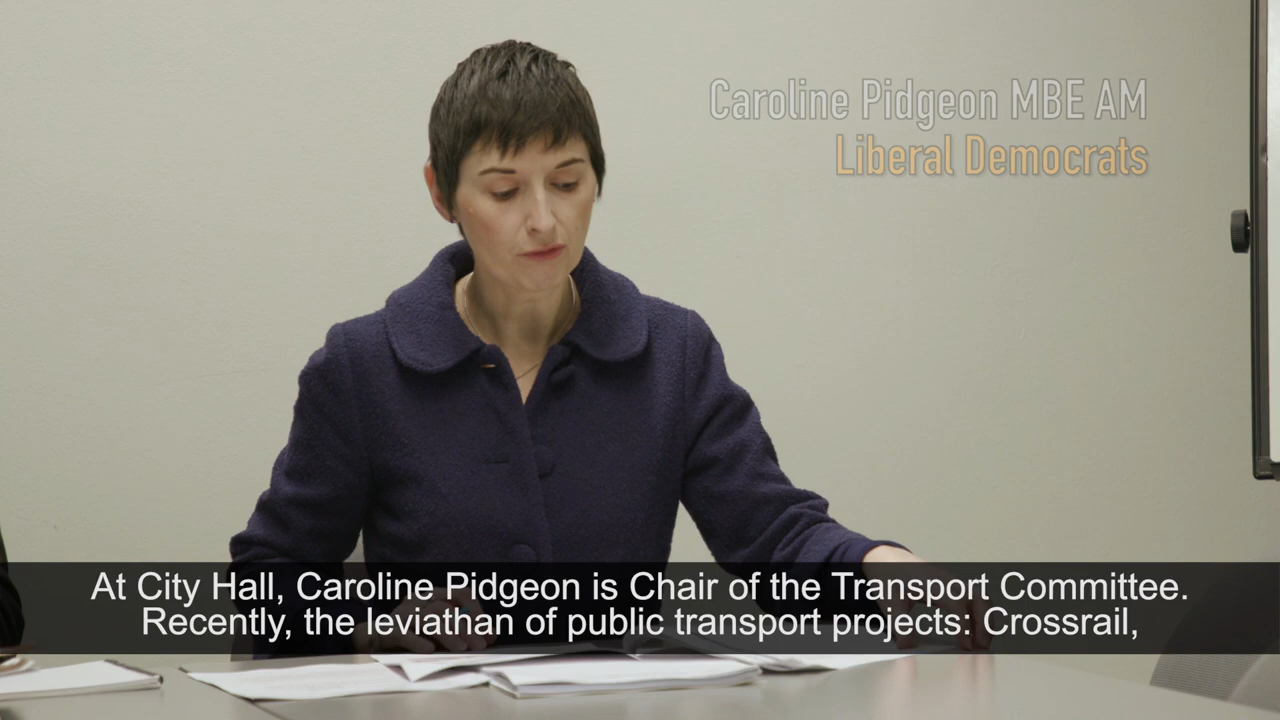 Caroline Pidgeon MBE AM
Liberal Democrats
At City Hall, Caroline Pidgeon is Chair of the Transport Committee.
Recently, the leviathan of public transport projects: Crossrail,